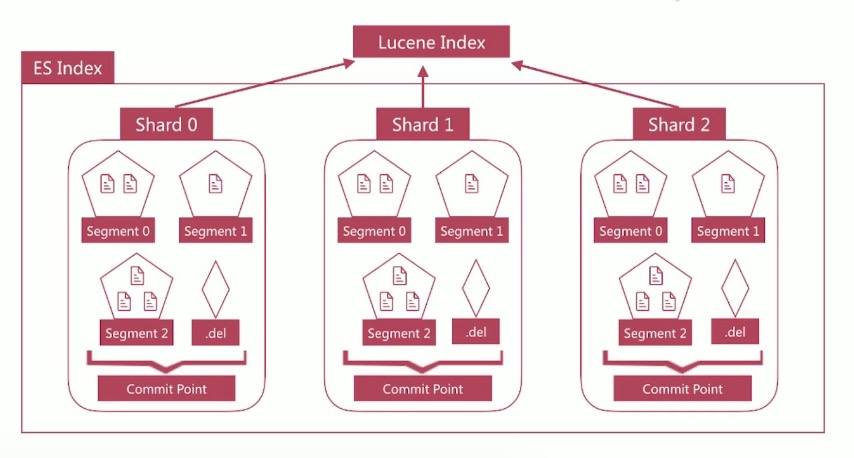 Lucene Index
ES Index
Shard 0
Shard 1
Shard 2
Segment 0
Segment 1
Segment 0
Segment 1
Segment 0
Segment 1
Segment 2
.del
Segment 2
.del
Segment 2
.del
Commit Point
Commit Point
Commit Point